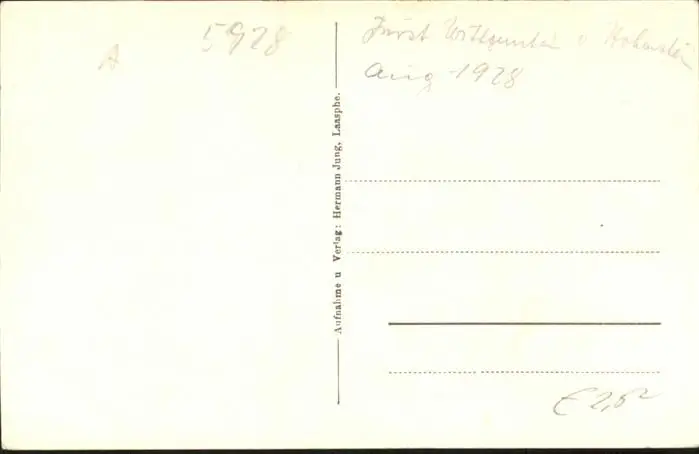 A
5928
Fürst Wittgenstein v Hohenstein
Aug 1928
Aufnahme u Verlag: Hermann Jung, Laasphe.